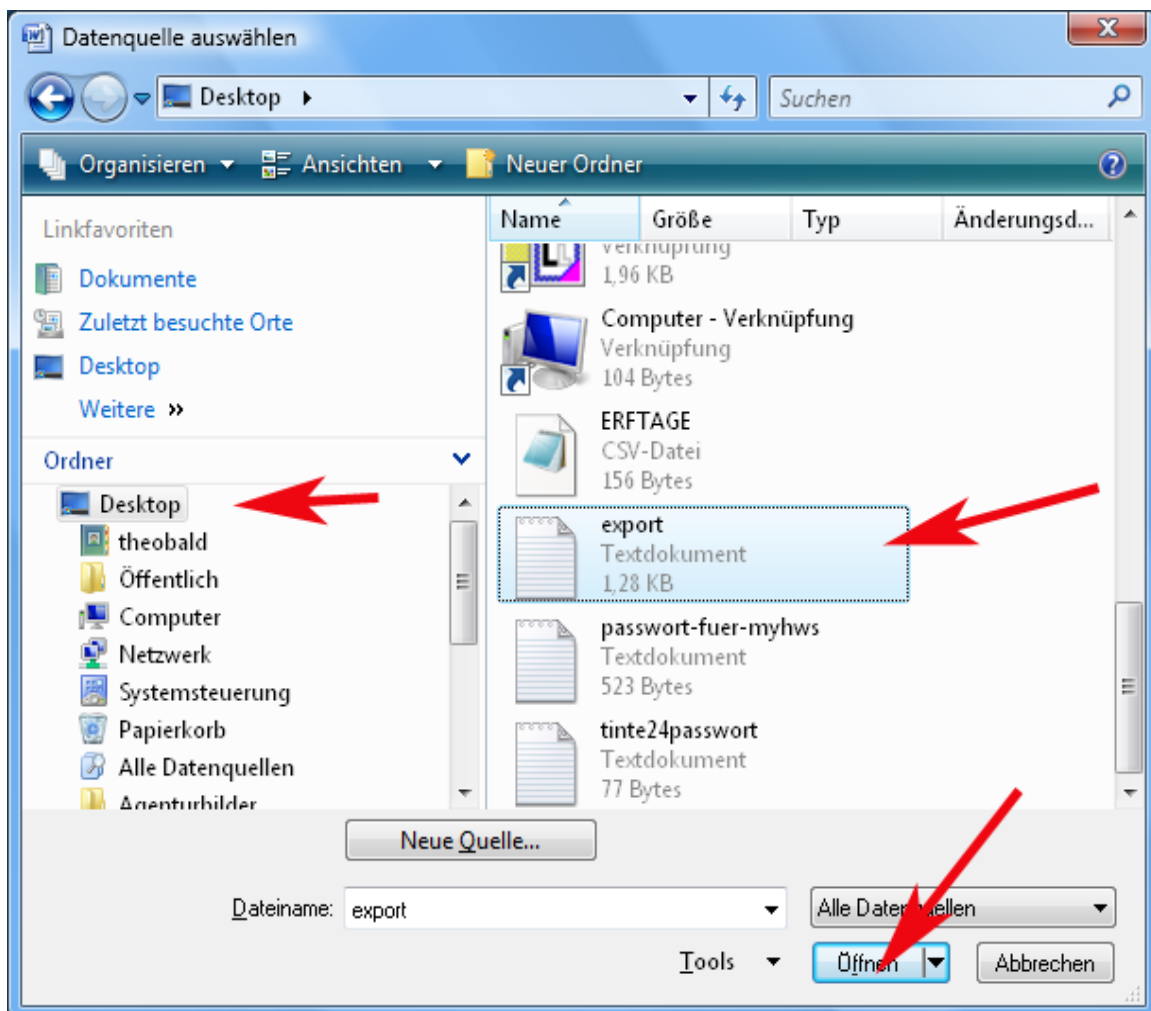 Datenquelle auswählen
Desktop
Suchen
Organisieren
Ansichten
Neuer Ordner
Linkfavoriten
Dokumente
Zuletzt besuchte Orte
Desktop
Weitere »
Ordner
Desktop
theobald
Öffentlich
Computer
Netzwerk
Systemsteuerung
Papierkorb
Alle Datenquellen
Agenturbilder
Name Größe Typ Änderungsd...
Verknüpfung
1,96 KB
Computer - Verknüpfung
Verknüpfung
104 Bytes
ERFTAGE
CSV-Datei
156 Bytes
export
Textdokument
1,28 KB
passwort-fuer-myhws
Textdokument
523 Bytes
tinte24passwort
Textdokument
77 Bytes
Neue Quelle...
Dateiname: export
Alle Datenquellen
Tools
Öffnen
Abbrechen